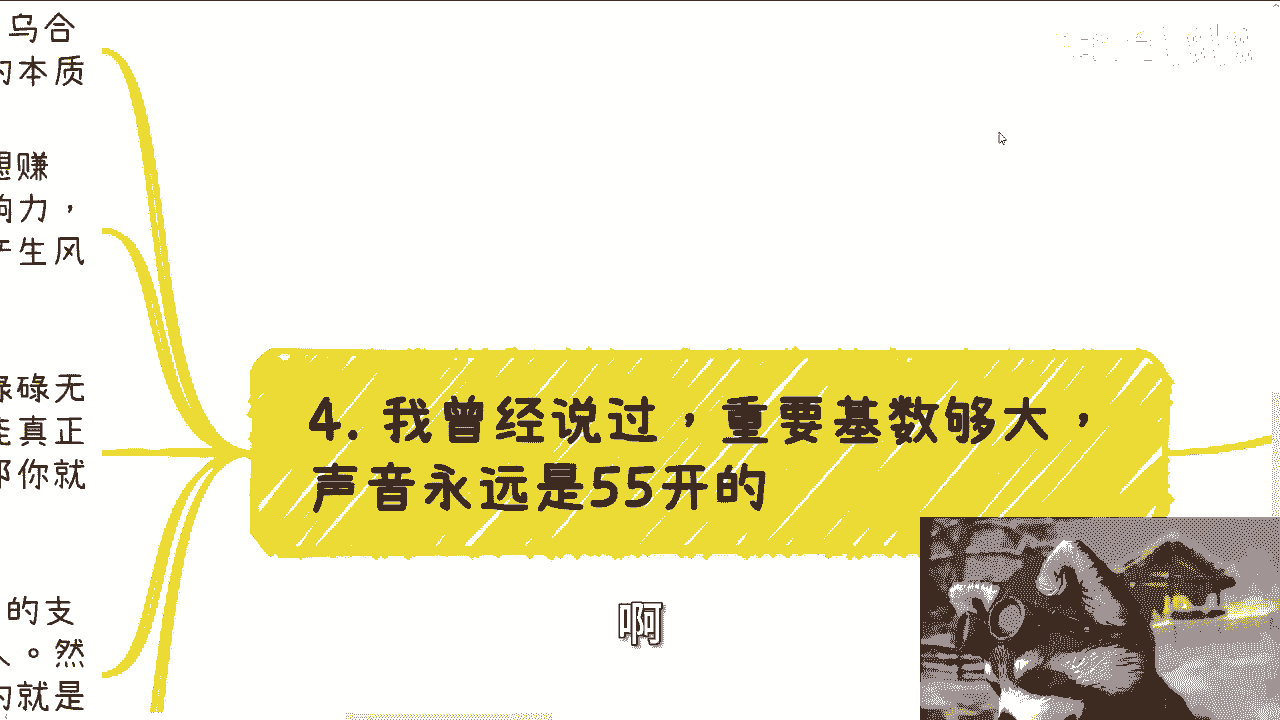 乌合
的本质
想赚
响力，
产生风
碌碌无
能真正
那你就
的支
人。然
的就是
4. 我曾经说过，重要基数够大，
声音永远是55开的
啊